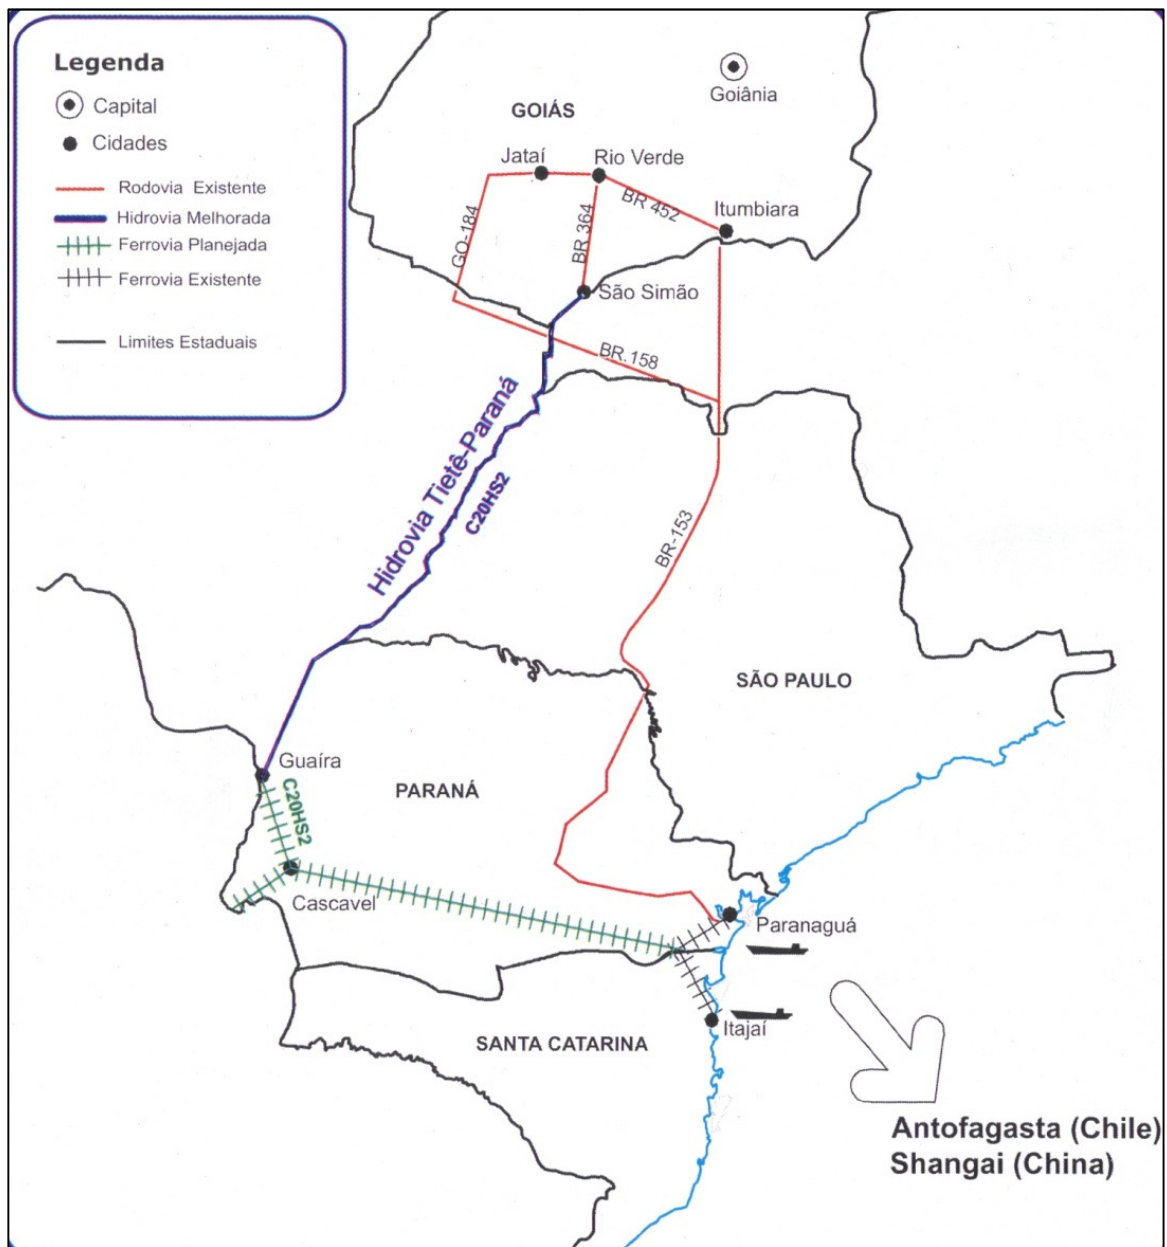 Legenda
Capital
Cidades
Rodovia Existente
Hidrovia Melhorada
Ferrovia Planejada
Ferrovia Existente
Limites Estaduais
Goiânia
GOIÁS
Jataí
Rio Verde
BR 452
Itumbiara
GO-184
BR 364
São Simão
BR.158
Hidrovia Tietê-Paraná
C20HS2
BR-153
SÃO PAULO
Guaíra
C20HS2
PARANÁ
Cascavel
Paranaguá
Itajaí
SANTA CATARINA
Antofagasta (Chile)
Shangai (China)